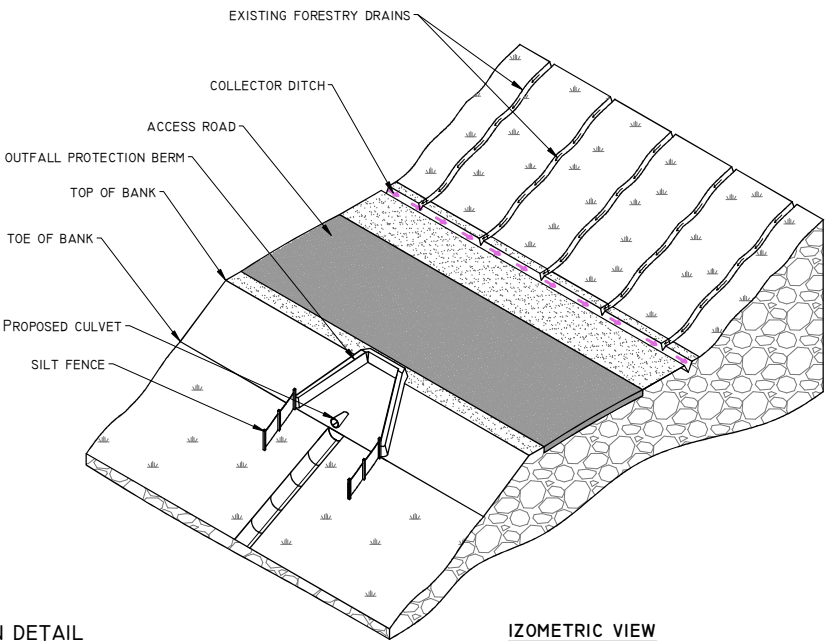 EXISTING FORESTRY DRAINS
COLLECTOR DITCH
ACCESS ROAD
OUTFALL PROTECTION BERM
TOP OF BANK
TOE OF BANK
PROPOSED CULVET
SILT FENCE
DETAIL
IZOMETRIC VIEW